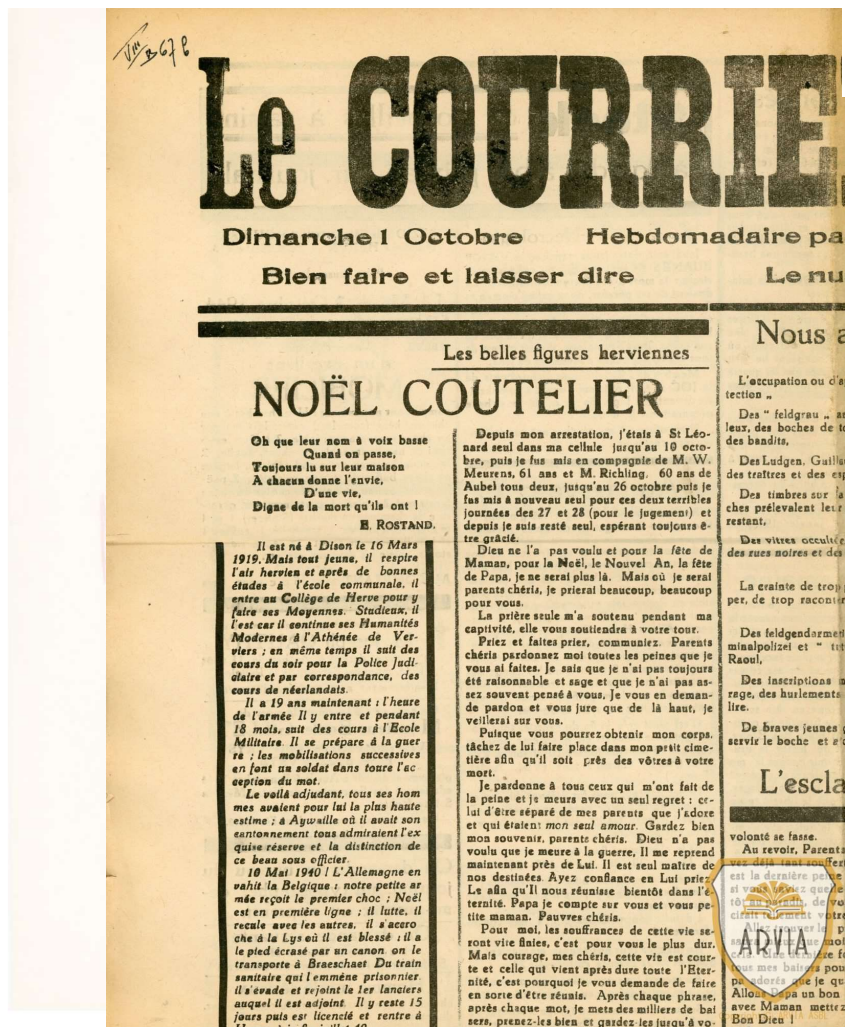 VIII B 67 b
Le COURRIE
Dimanche 1 Octobre Hebdomadaire pa
Bien faire et laisser dire Le nu
Les belles figures herviennes
NOËL COUTELIER
Oh que leur nom à voix basse
Quand on passe,
Toujours lu sur leur maison
A chacun donne l'envie,
D'une vie,
Digne de la mort qu'ils ont !
E. ROSTAND.
Il est né à Dison le 16 Mars
1919. Mais tout jeune, il respire
l'air hervien et après de bonnes
études à l'école communale, il
entre au Collège de Herve pour y
faire ses Moyennes. Studieux, il
l'est car il continue ses Humanités
Modernes à l'Athénée de Ver-
viers ; en même temps il suit des
cours du soir pour la Police Judi-
ciaire et par correspondance, des
cours de néerlandais.
Il a 19 ans maintenant : l'heure
de l'armée Il y entre et pendant
18 mois, suit des cours à l'Ecole
Militaire. Il se prépare à la guer
re ; les mobilisations successives
en font un soldat dans toure l'ac
ception du mot.
Le voilà adjudant, tous ses hom
mes avaient pour lui la plus haute
estime ; à Aywaille où il avait son
cantonnement tous admiraient l'ex
quise réserve et la distinction de
ce beau sous officier.
10 Mai 1940 ! L'Allemagne en
vahit la Belgique : notre petite ar
mée reçoit le premier choc ; Noël
est en première ligne ; il lutte, il
recule avec les autres, il s'accro
che à la Lys où il est blessé : il a
le pied écrasé par un canon. on le
transporte à Braeschaet Du train
sanitaire qui l emmène prisonnier
il s'évade et rejoint le 1er lanciers
auquel il est adjoint. Il y reste 15
jours puis est licencié et rentre à
Depuis mon arrestation, j'étais à St Léo-
nard seul dans ma cellule jusqu'au 10 octo-
bre, puis je fus mis en compagnie de M. W.
Meurens, 61 ans et M. Richling, 60 ans de
Aubel tous deux, jusqu'au 26 octobre puis je
fus mis à nouveau seul pour ces deux terribles
journées des 27 et 28 (pour le jugement) et
depuis je suis resté seul, espérant toujours ê-
tre grâcié.
Dieu ne l'a pas voulu et pour la fête de
Maman, pour la Noël, le Nouvel An, la fête
de Papa, je ne serai plus là. Mais où je serai
parents chéris, je prierai beaucoup, beaucoup
pour vous.
La prière seule m'a soutenu pendant ma
captivité, elle vous soutiendra à votre tour.
Priez et faites prier, communiez. Parents
chéris pardonnez moi toutes les peines que je
vous ai faites. Je sais que je n'ai pas toujours
été raisonnable et sage et que je n'ai pas as-
sez souvent pensé à vous. Je vous en deman-
de pardon et vous jure que de là haut, je
veillerai sur vous.
Puisque vous pourrez obtenir mon corps,
tâchez de lui faire place dans mon petit cime-
tière afin qu'il soit près des vôtres à votre
mort.
Je pardonne à tous ceux qui m'ont fait de
la peine et je meurs avec un seul regret : ce-
lui d'être séparé de mes parents que j'adore
et qui étaient mon seul amour. Gardez bien
mon souvenir, parents chéris. Dieu n'a pas
voulu que je meure à la guerre, Il me reprend
maintenant près de Lui. Il est seul maître de
nos destinées. Ayez confiance en Lui priez
Le afin qu'Il nous réunisse bientôt dans l'é-
ternité. Papa je compte sur vous et vous pe-
tite maman. Pauvres chéris.
Pour moi, les souffrances de cette vie se-
ront vite finies, c'est pour vous le plus dur.
Mais courage, mes chéris, cette vie est cour-
te et celle qui vient après dure toute l'Eter-
nité, c'est pourquoi je vous demande de faire
en sorte d'être réunis. Après chaque phrase,
après chaque mot, je mets des milliers de bai
sers, prenez-les bien et gardez-les jusqu'à vo-
Nous a
L'occupation ou d'a
tection „
Des " feldgrau „ a
leux, des boches de t
des bandits,
Des Ludgen, Guill
des traîtres et des es
Des timbres sur la
ches prélevalent leur
restant,
Des vitres occulté
des rues noires et de
La crainte de trop
per, de trop racont
Des feldgendarme
minalpolizei et "
Raoul,
Des inscriptions
rage, des hurlements
lire.
De braves jeunes
servir le boche et
L'escla
volonté se fasse.
Au revoir, Parents
vez déjà tant souffer
est la dernière pe
ARVIA
Allons Papa un bon
avec Maman mettez
Bon Dieu !